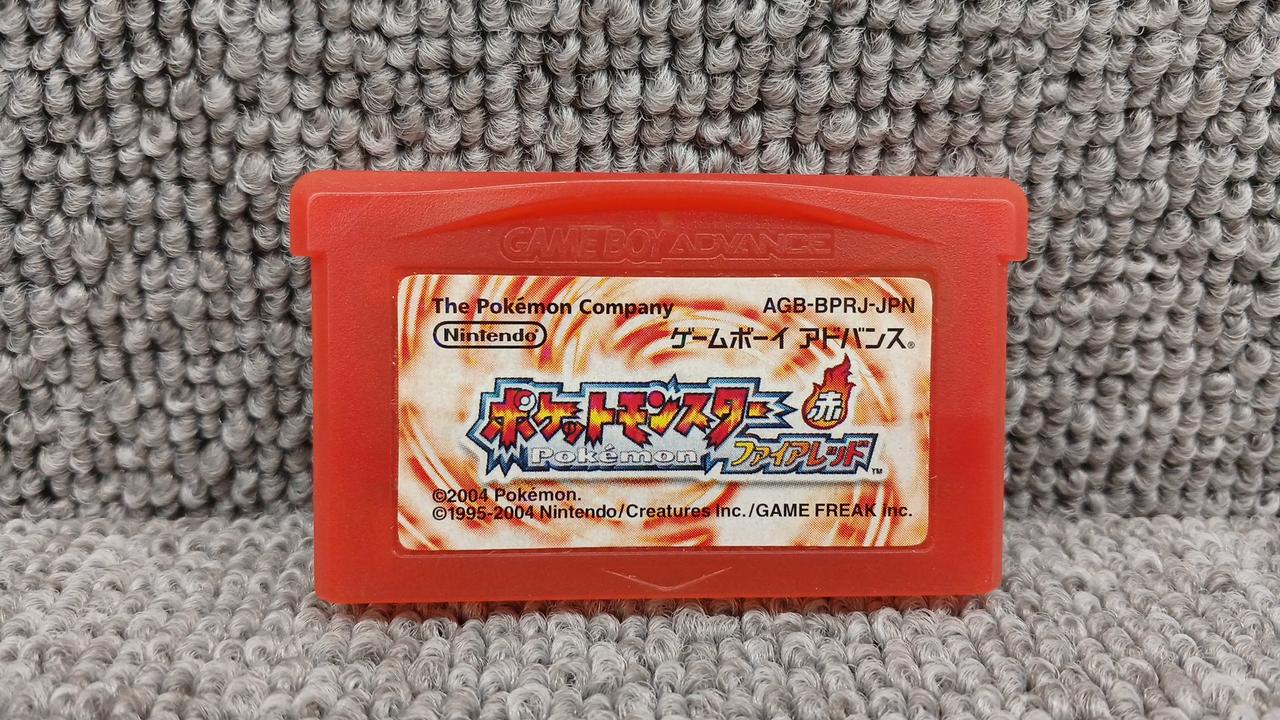 GAME BOY ADVANCE
The Pokémon Company AGB-BPRJ-JPN
Nintendo® ゲームボーイ アドバンス®
ポケットモンスター 赤
Pokémon ファイアレッド™
©2004 Pokémon.
©1995-2004 Nintendo/Creatures Inc./GAME FREAK inc.